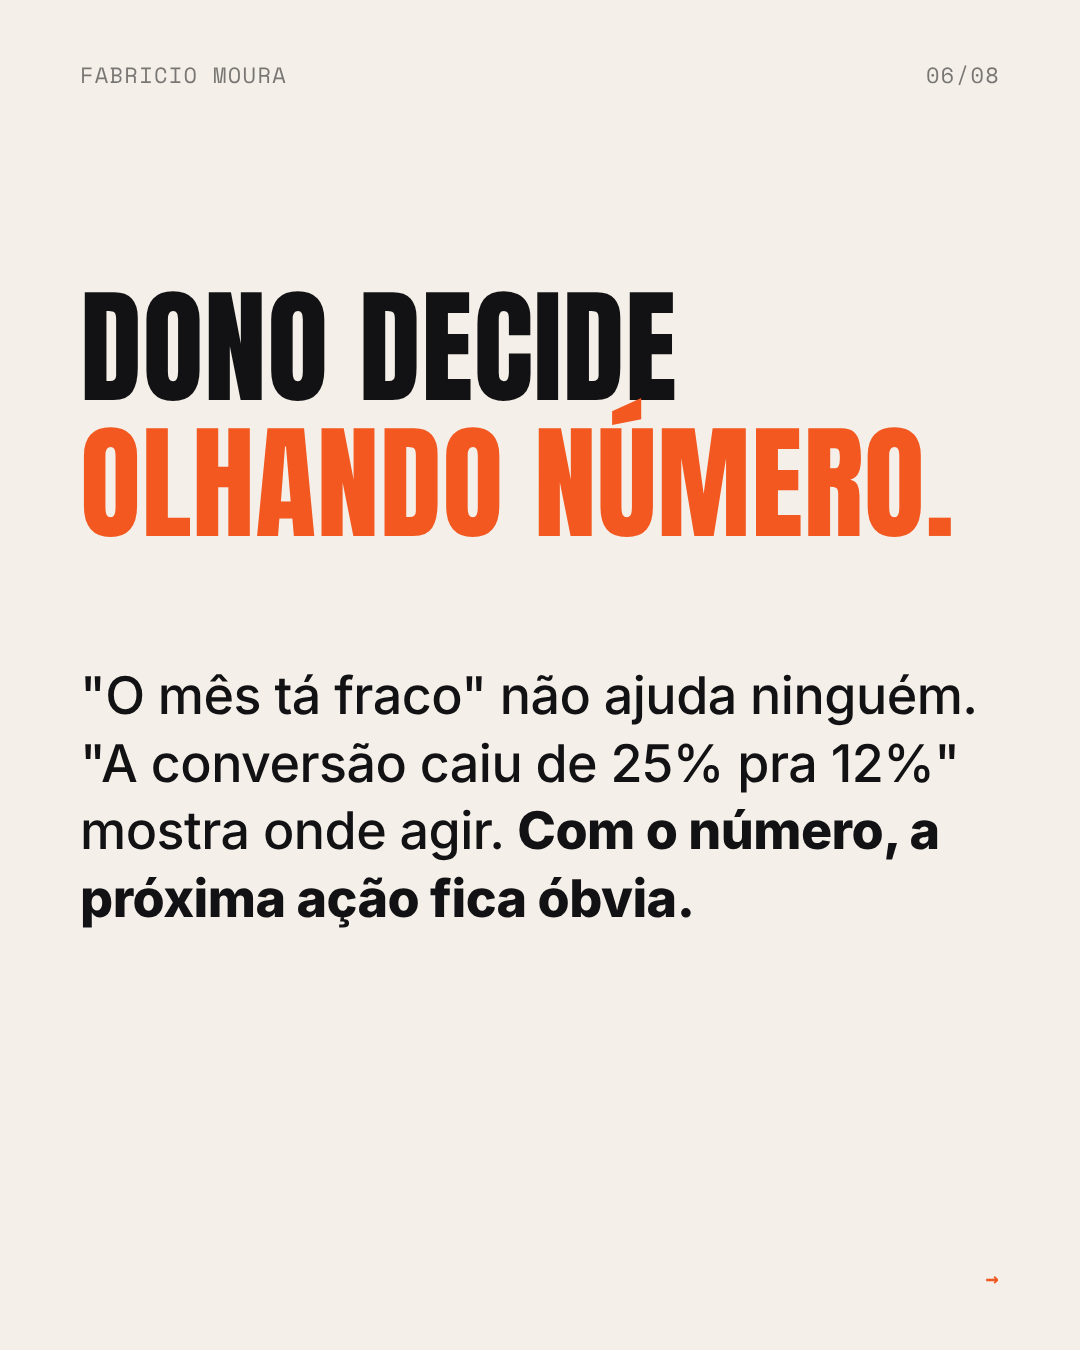 FABRICIO MOURA
06/08
DONO DECIDE
OLHANDO NÚMERO.
"O mês tá fraco" não ajuda ninguém.
"A conversão caiu de 25% pra 12%"
mostra onde agir. Com o número, a
próxima ação fica óbvia.
→